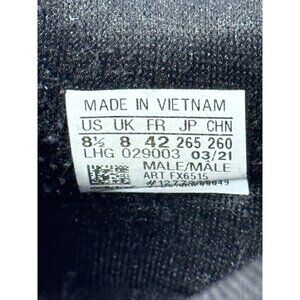 MADE IN VIETNAM
US UK FR JP CHN
8½ 8 42 265 260
LHG 029003 03/21
MALE/MÂLE
ART FX6515